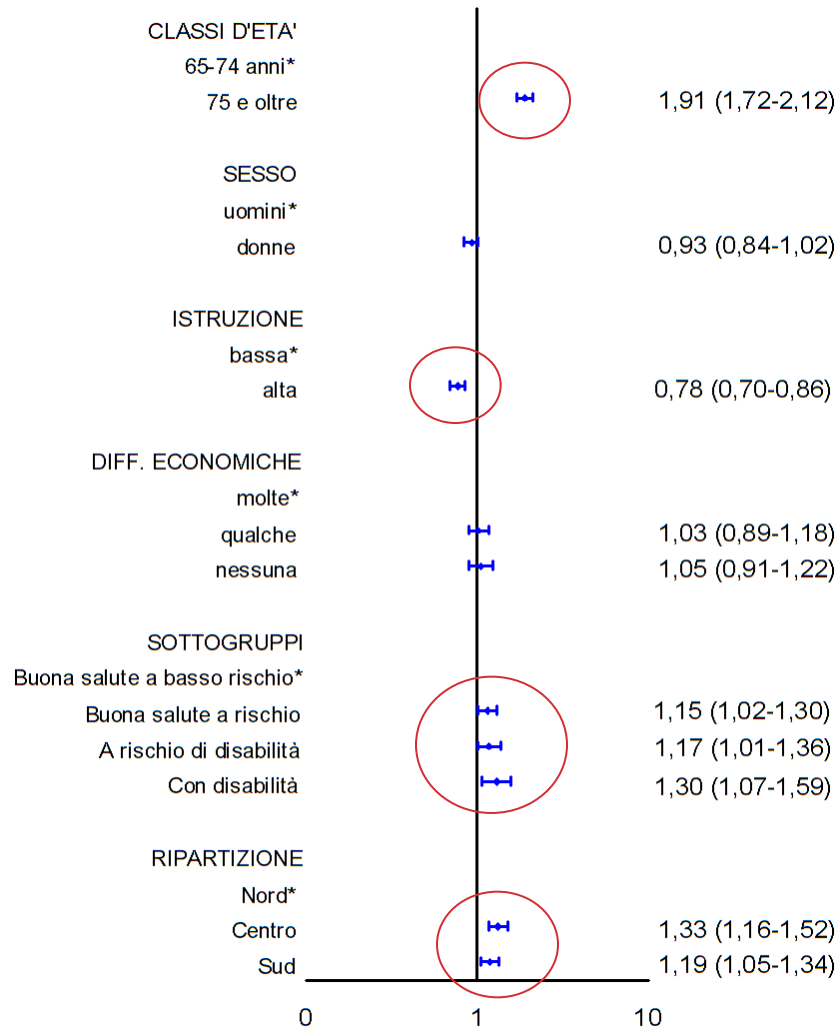 CLASSI D'ETA'
65-74 anni*
75 e oltre 1,91 (1,72-2,12)
SESSO
uomini*
donne 0,93 (0,84-1,02)
ISTRUZIONE
bassa*
alta 0,78 (0,70-0,86)
DIFF. ECONOMICHE
molte*
qualche 1,03 (0,89-1,18)
nessuna 1,05 (0,91-1,22)
SOTTOGRUPPI
Buona salute a basso rischio*
Buona salute a rischio 1,15 (1,02-1,30)
A rischio di disabilità 1,17 (1,01-1,36)
Con disabilità 1,30 (1,07-1,59)
RIPARTIZIONE
Nord*
Centro 1,33 (1,16-1,52)
Sud 1,19 (1,05-1,34)
0 1 10